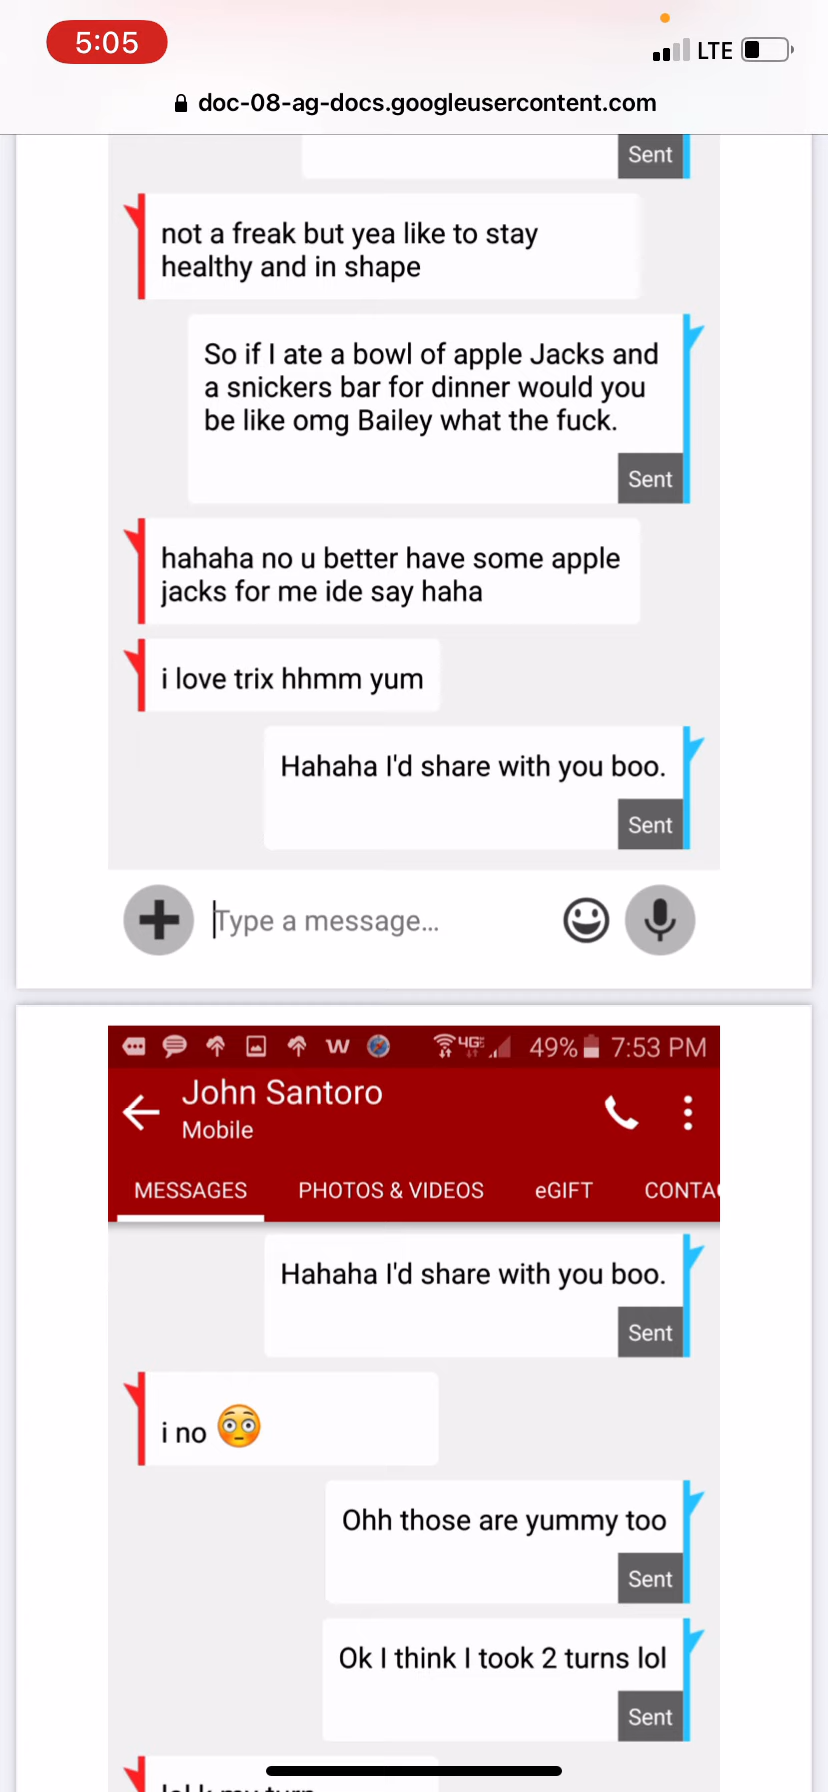 5:05
LTE
doc-08-ag-docs.googleusercontent.com
Sent
not a freak but yea like to stay
healthy and in shape
So if I ate a bowl of apple Jacks and
a snickers bar for dinner would you
be like omg Bailey what the fuck.
Sent
hahaha no u better have some apple
jacks for me ide say haha
i love trix hhmm yum
Hahaha I'd share with you boo.
Sent
Type a message...
W 4G 49% 7:53 PM
John Santoro
Mobile
MESSAGES PHOTOS & VIDEOS eGIFT CONTA
Hahaha I'd share with you boo.
Sent
i no 😳
Ohh those are yummy too
Sent
Ok I think I took 2 turns lol
Sent